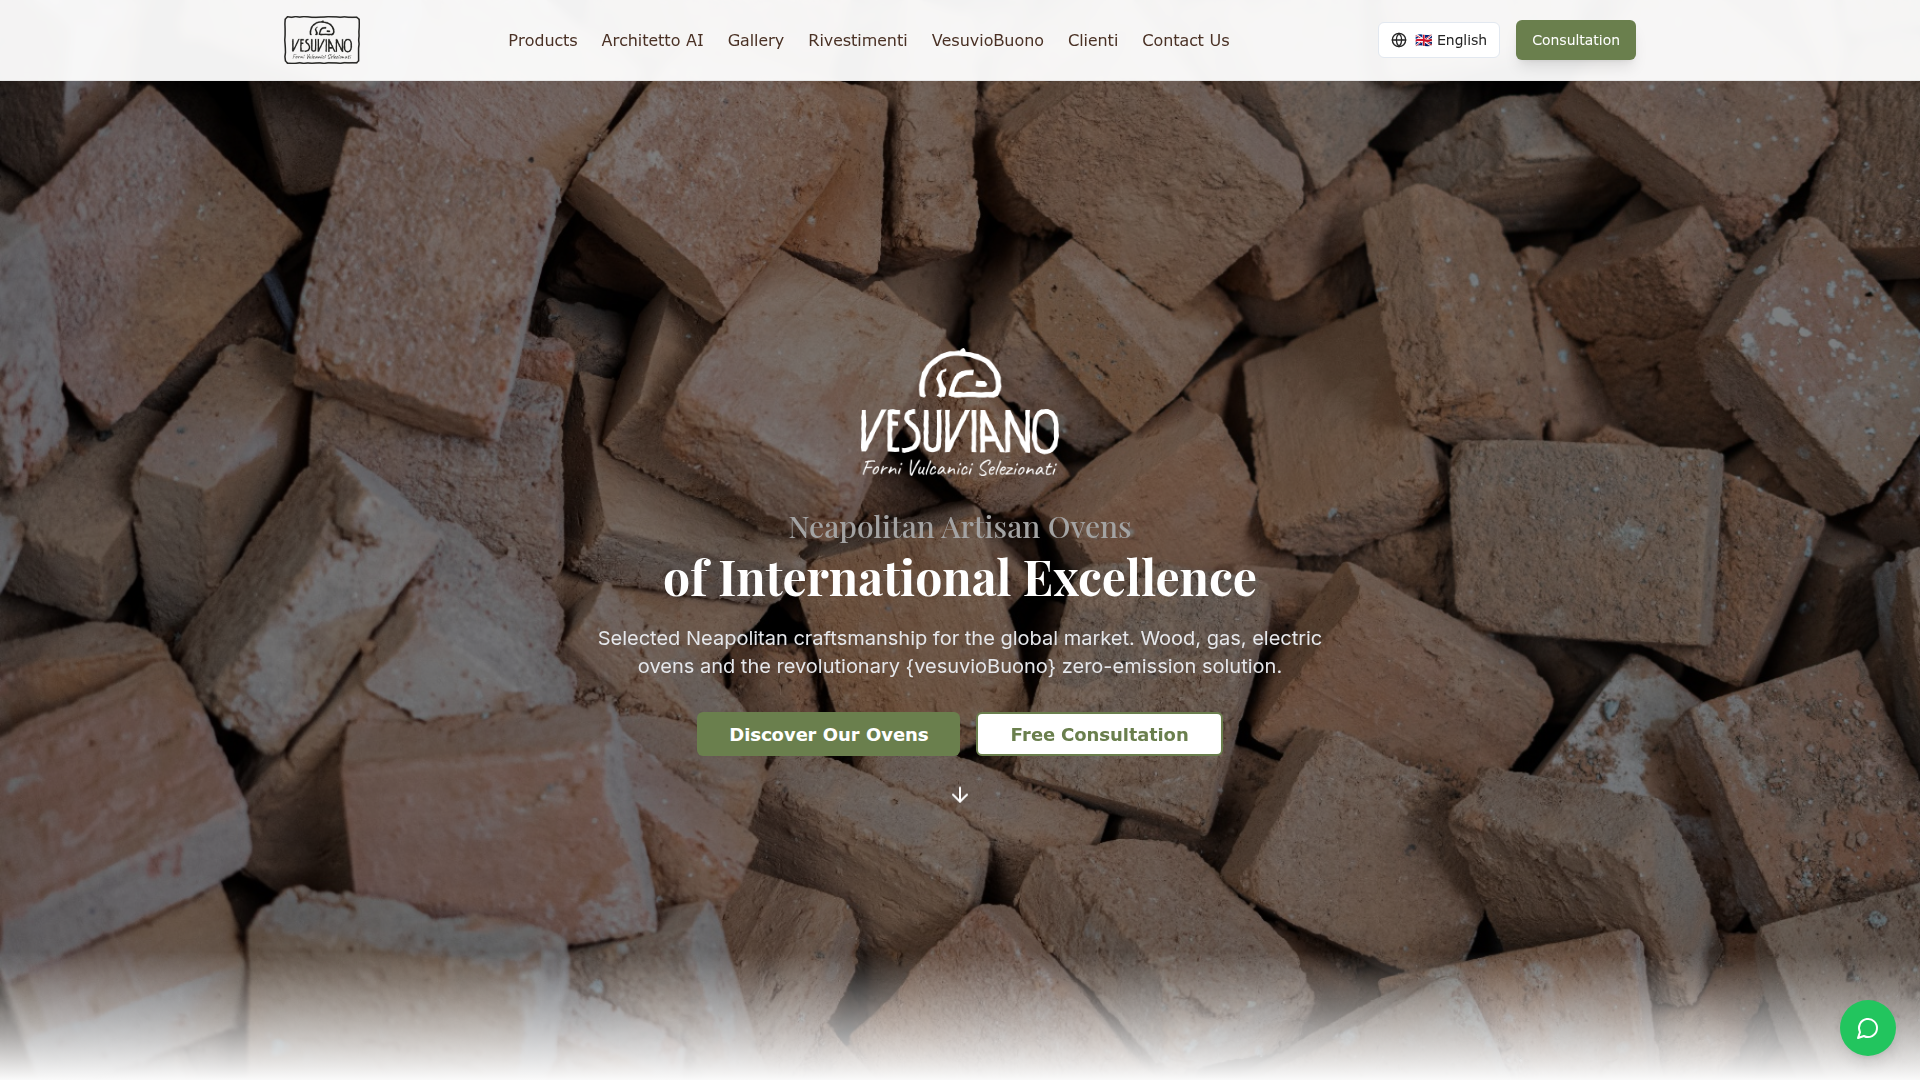 VESUVIANO
Forni Vulcanici Selezionati
Products
Architetto AI
Gallery
Rivestimenti
VesuvioBuono
Clienti
Contact Us
🇬🇧 English
Consultation
VESUVIANO
Forni Vulcanici Selezionati
Neapolitan Artisan Ovens
of International Excellence
Selected Neapolitan craftsmanship for the global market. Wood, gas, electric
ovens and the revolutionary {vesuvioBuono} zero-emission solution.
Discover Our Ovens
Free Consultation